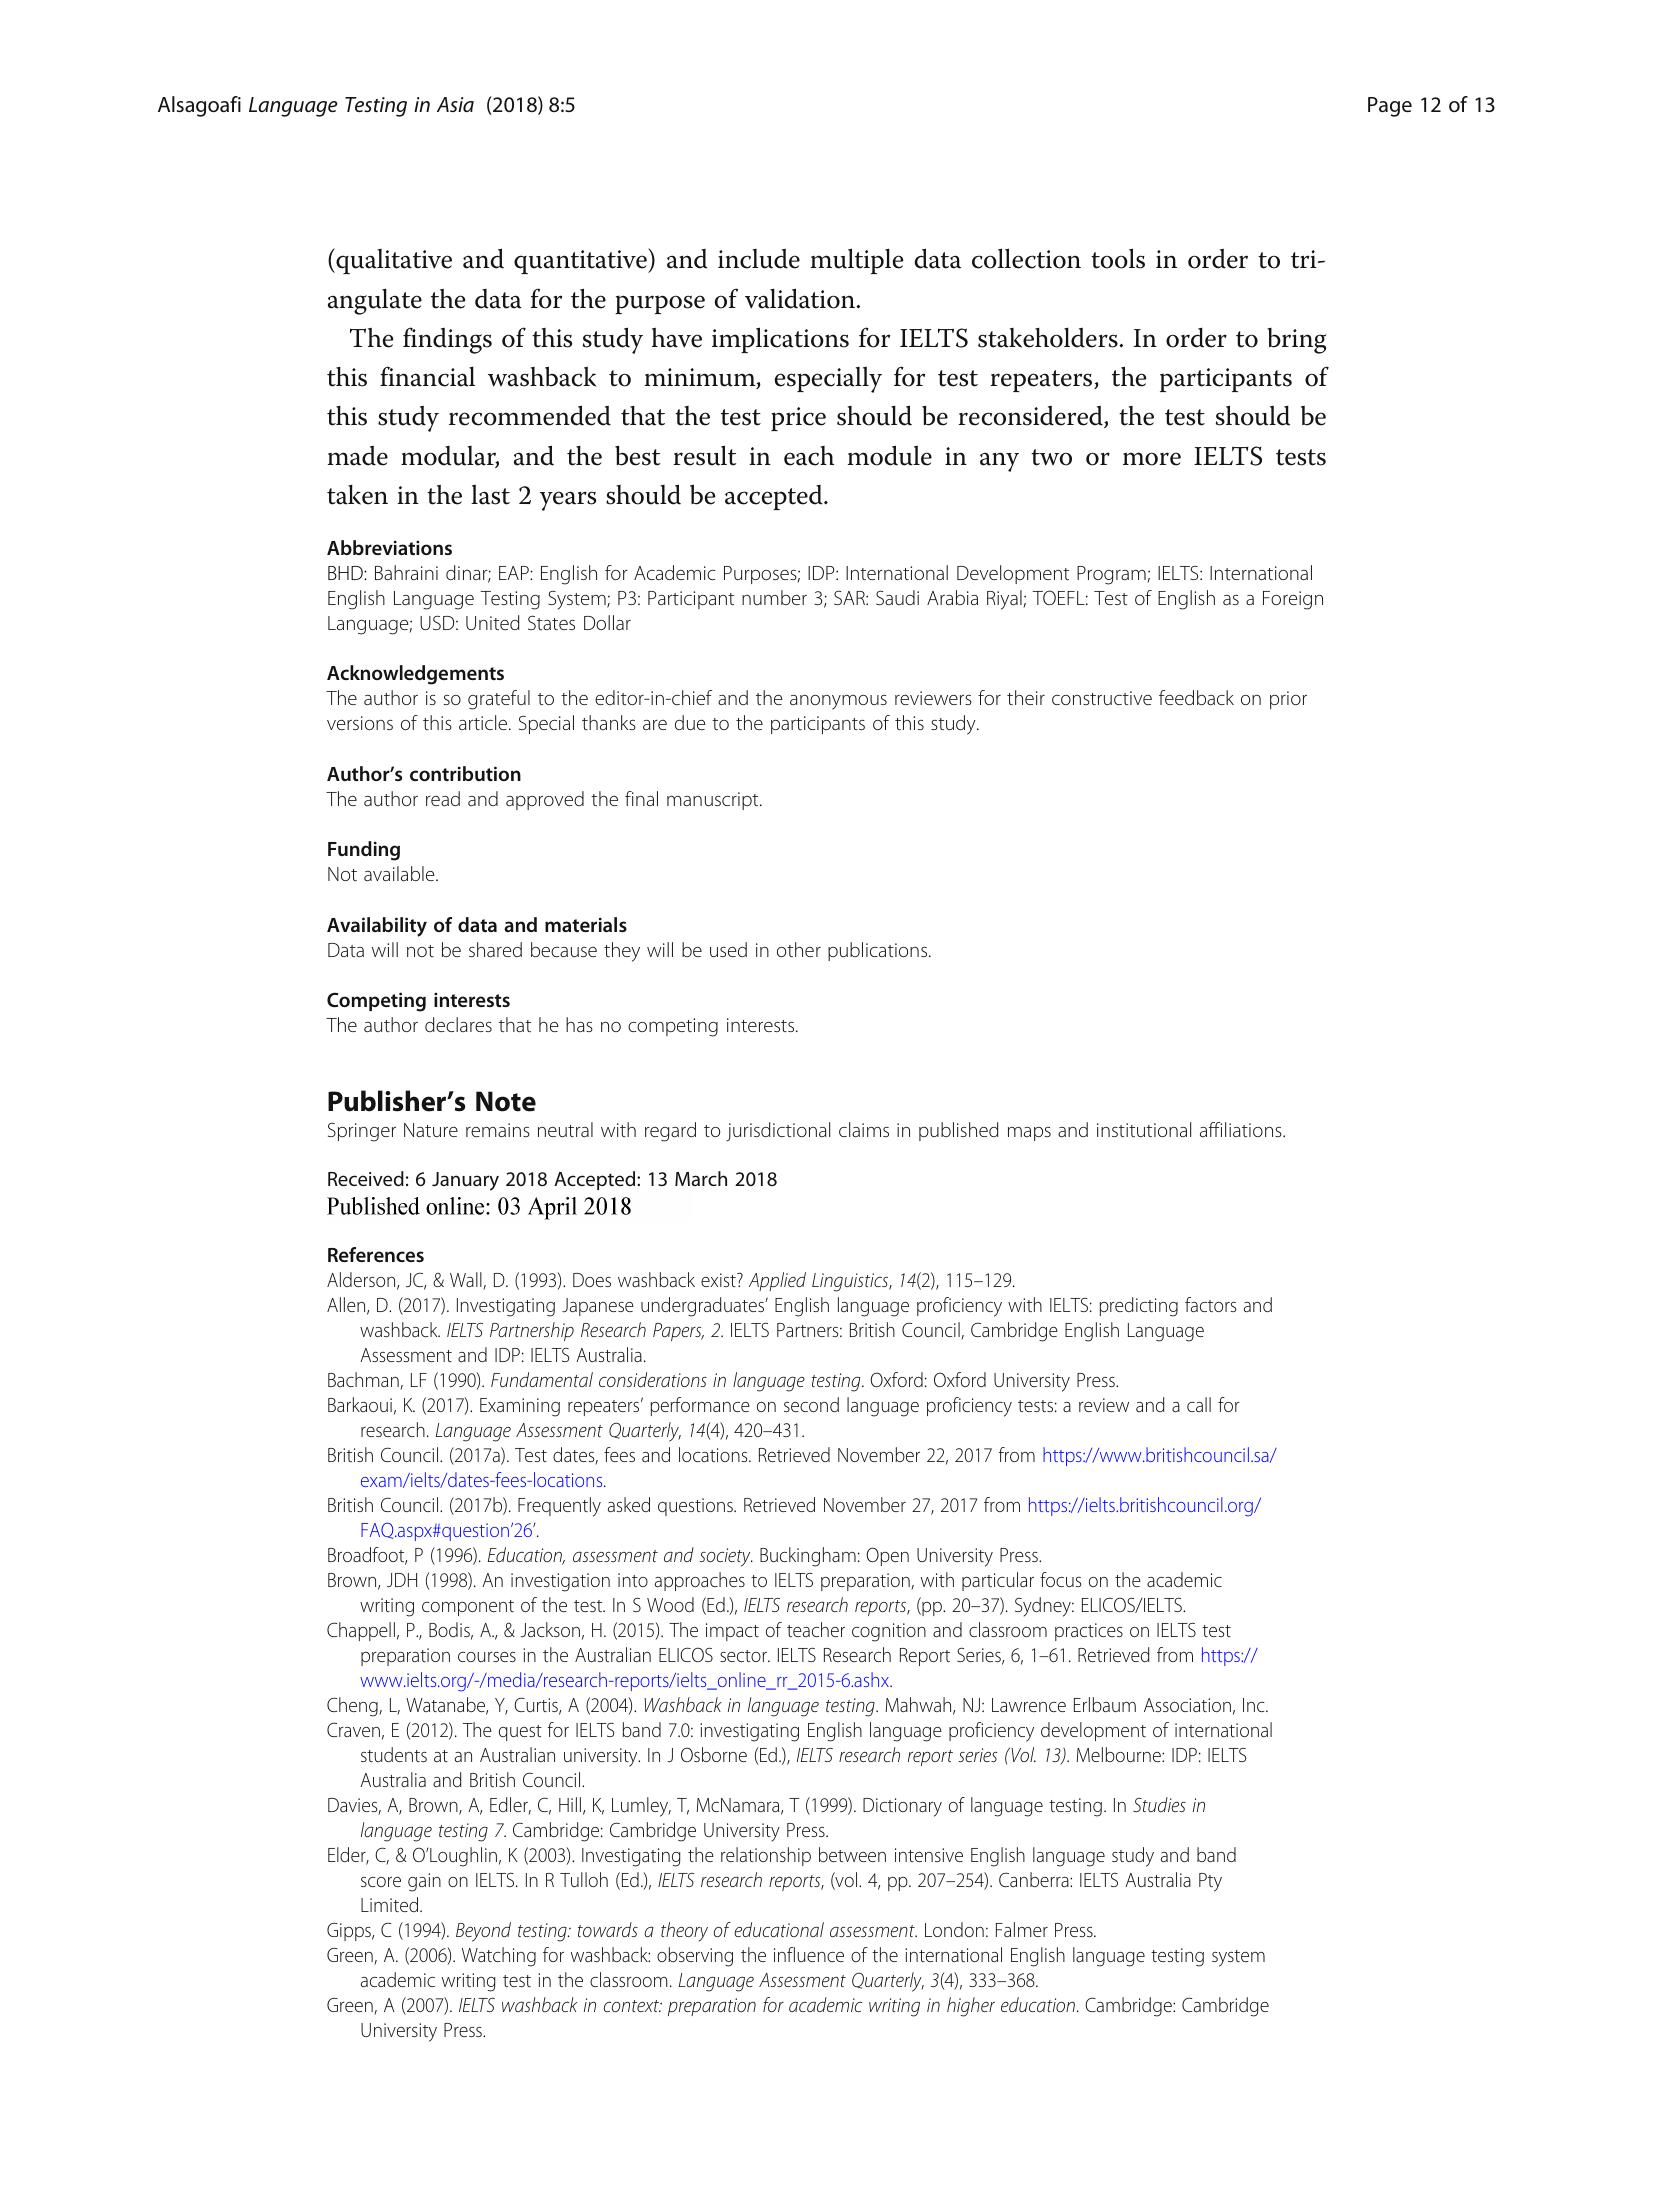 Alsagoafi Language Testing in Asia (2018) 8:5
Page 12 of 13
(qualitative and quantitative) and include multiple data collection tools in order to tri-
angulate the data for the purpose of validation.
The findings of this study have implications for IELTS stakeholders. In order to bring
this financial washback to minimum, especially for test repeaters, the participants of
this study recommended that the test price should be reconsidered, the test should be
made modular, and the best result in each module in any two or more IELTS tests
taken in the last 2 years should be accepted.
Abbreviations
BHD: Bahraini dinar; EAP: English for Academic Purposes; IDP: International Development Program; IELTS: International
English Language Testing System; P3: Participant number 3; SAR: Saudi Arabia Riyal; TOEFL: Test of English as a Foreign
Language; USD: United States Dollar
Acknowledgements
The author is so grateful to the editor-in-chief and the anonymous reviewers for their constructive feedback on prior
versions of this article. Special thanks are due to the participants of this study.
Author’s contribution
The author read and approved the final manuscript.
Funding
Not available.
Availability of data and materials
Data will not be shared because they will be used in other publications.
Competing interests
The author declares that he has no competing interests.
Publisher’s Note
Springer Nature remains neutral with regard to jurisdictional claims in published maps and institutional affiliations.
Received: 6 January 2018 Accepted: 13 March 2018
Published online: 03 April 2018
References
Alderson, JC, & Wall, D. (1993). Does washback exist? Applied Linguistics, 14(2), 115–129.
Allen, D. (2017). Investigating Japanese undergraduates’ English language proficiency with IELTS: predicting factors and
washback. IELTS Partnership Research Papers, 2. IELTS Partners: British Council, Cambridge English Language
Assessment and IDP: IELTS Australia.
Bachman, LF (1990). Fundamental considerations in language testing. Oxford: Oxford University Press.
Barkaoui, K. (2017). Examining repeaters’ performance on second language proficiency tests: a review and a call for
research. Language Assessment Quarterly, 14(4), 420–431.
British Council. (2017a). Test dates, fees and locations. Retrieved November 22, 2017 from https://www.britishcouncil.sa/
exam/ielts/dates-fees-locations.
British Council. (2017b). Frequently asked questions. Retrieved November 27, 2017 from https://ielts.britishcouncil.org/
FAQ.aspx#question’26’.
Broadfoot, P (1996). Education, assessment and society. Buckingham: Open University Press.
Brown, JDH (1998). An investigation into approaches to IELTS preparation, with particular focus on the academic
writing component of the test. In S Wood (Ed.), IELTS research reports, (pp. 20–37). Sydney: ELICOS/IELTS.
Chappell, P., Bodis, A., & Jackson, H. (2015). The impact of teacher cognition and classroom practices on IELTS test
preparation courses in the Australian ELICOS sector. IELTS Research Report Series, 6, 1–61. Retrieved from https://
www.ielts.org/-/media/research-reports/ielts_online_rr_2015-6.ashx.
Cheng, L, Watanabe, Y, Curtis, A (2004). Washback in language testing. Mahwah, NJ: Lawrence Erlbaum Association, Inc.
Craven, E (2012). The quest for IELTS band 7.0: investigating English language proficiency development of international
students at an Australian university. In J Osborne (Ed.), IELTS research report series (Vol. 13). Melbourne: IDP: IELTS
Australia and British Council.
Davies, A, Brown, A, Edler, C, Hill, K, Lumley, T, McNamara, T (1999). Dictionary of language testing. In Studies in
language testing 7. Cambridge: Cambridge University Press.
Elder, C, & O’Loughlin, K (2003). Investigating the relationship between intensive English language study and band
score gain on IELTS. In R Tulloh (Ed.), IELTS research reports, (vol. 4, pp. 207–254). Canberra: IELTS Australia Pty
Limited.
Gipps, C (1994). Beyond testing: towards a theory of educational assessment. London: Falmer Press.
Green, A. (2006). Watching for washback: observing the influence of the international English language testing system
academic writing test in the classroom. Language Assessment Quarterly, 3(4), 333–368.
Green, A (2007). IELTS washback in context: preparation for academic writing in higher education. Cambridge: Cambridge
University Press.